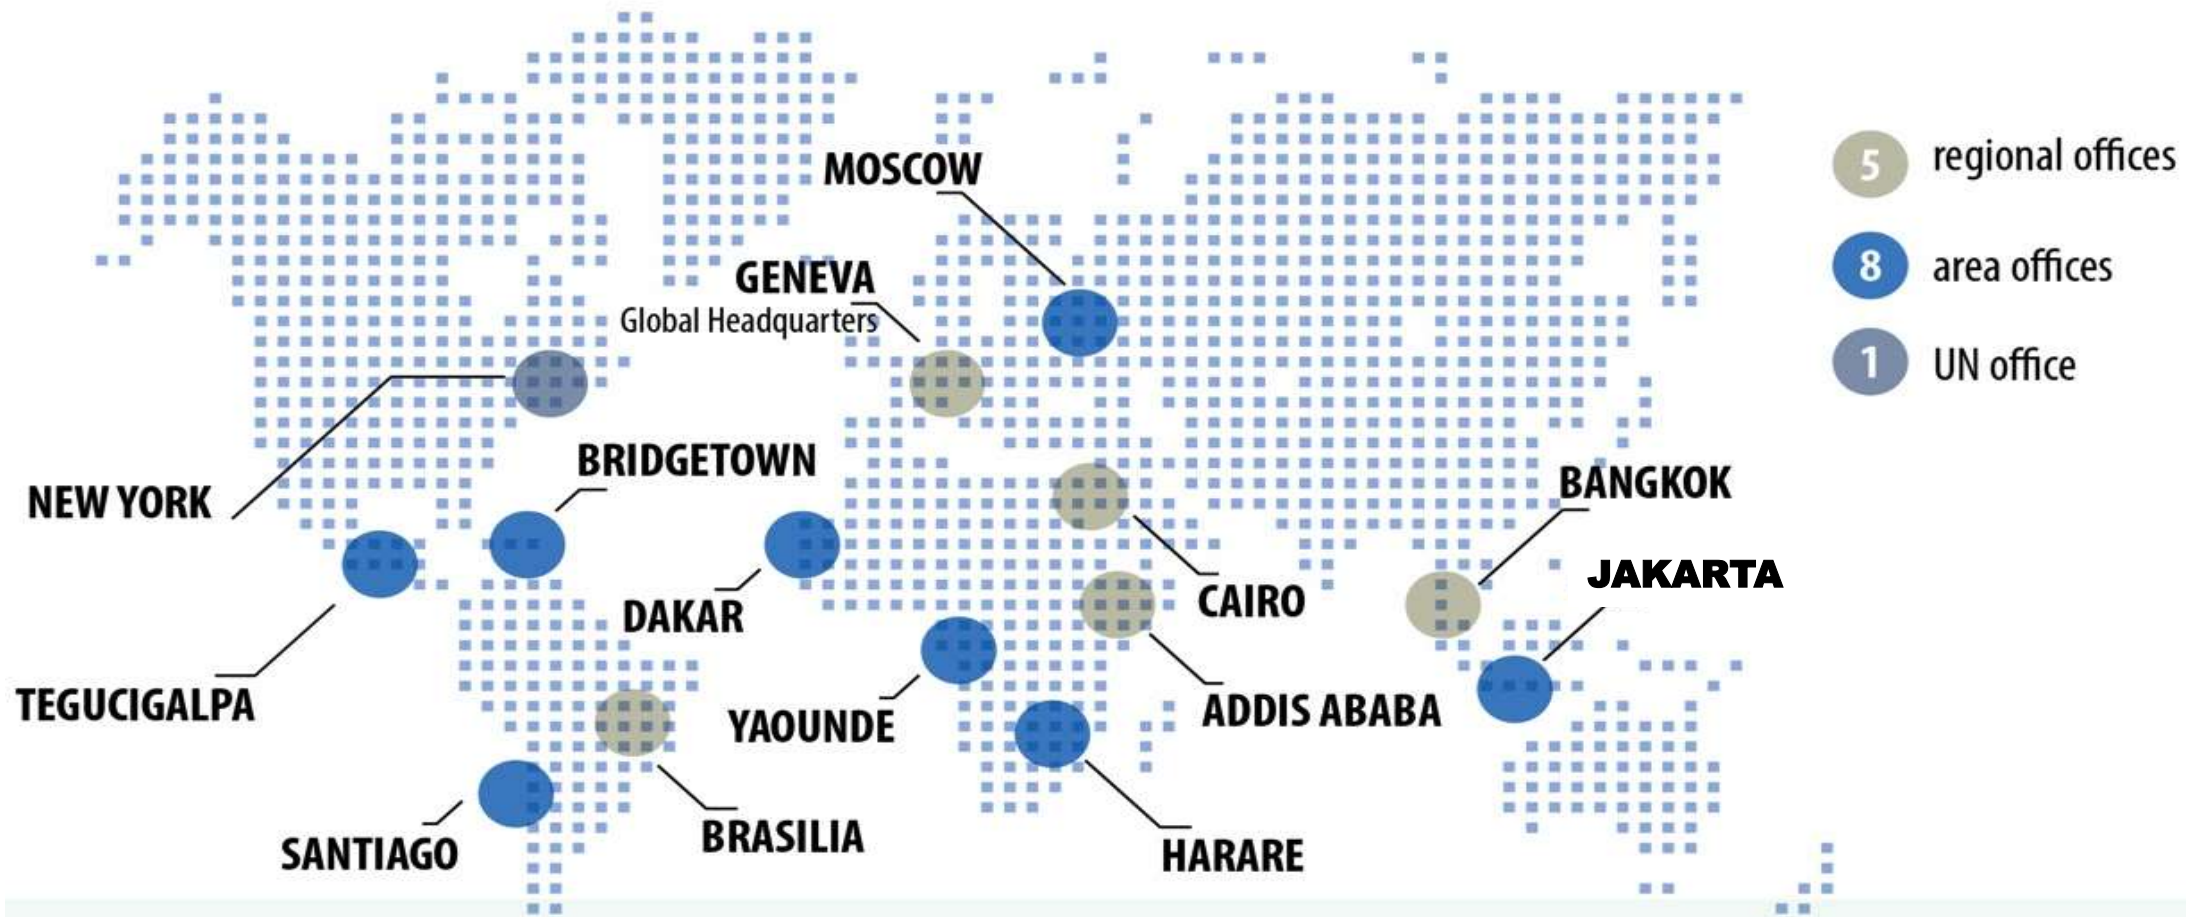 MOSCOW
5 regional offices
GENEVA
Global Headquarters
8 area offices
1 UN office
BRIDGETOWN
NEW YORK
BANGKOK
JAKARTA
DAKAR
CAIRO
TEGUCIGALPA
YAOUNDE
ADDIS ABABA
SANTIAGO
BRASILIA
HARARE